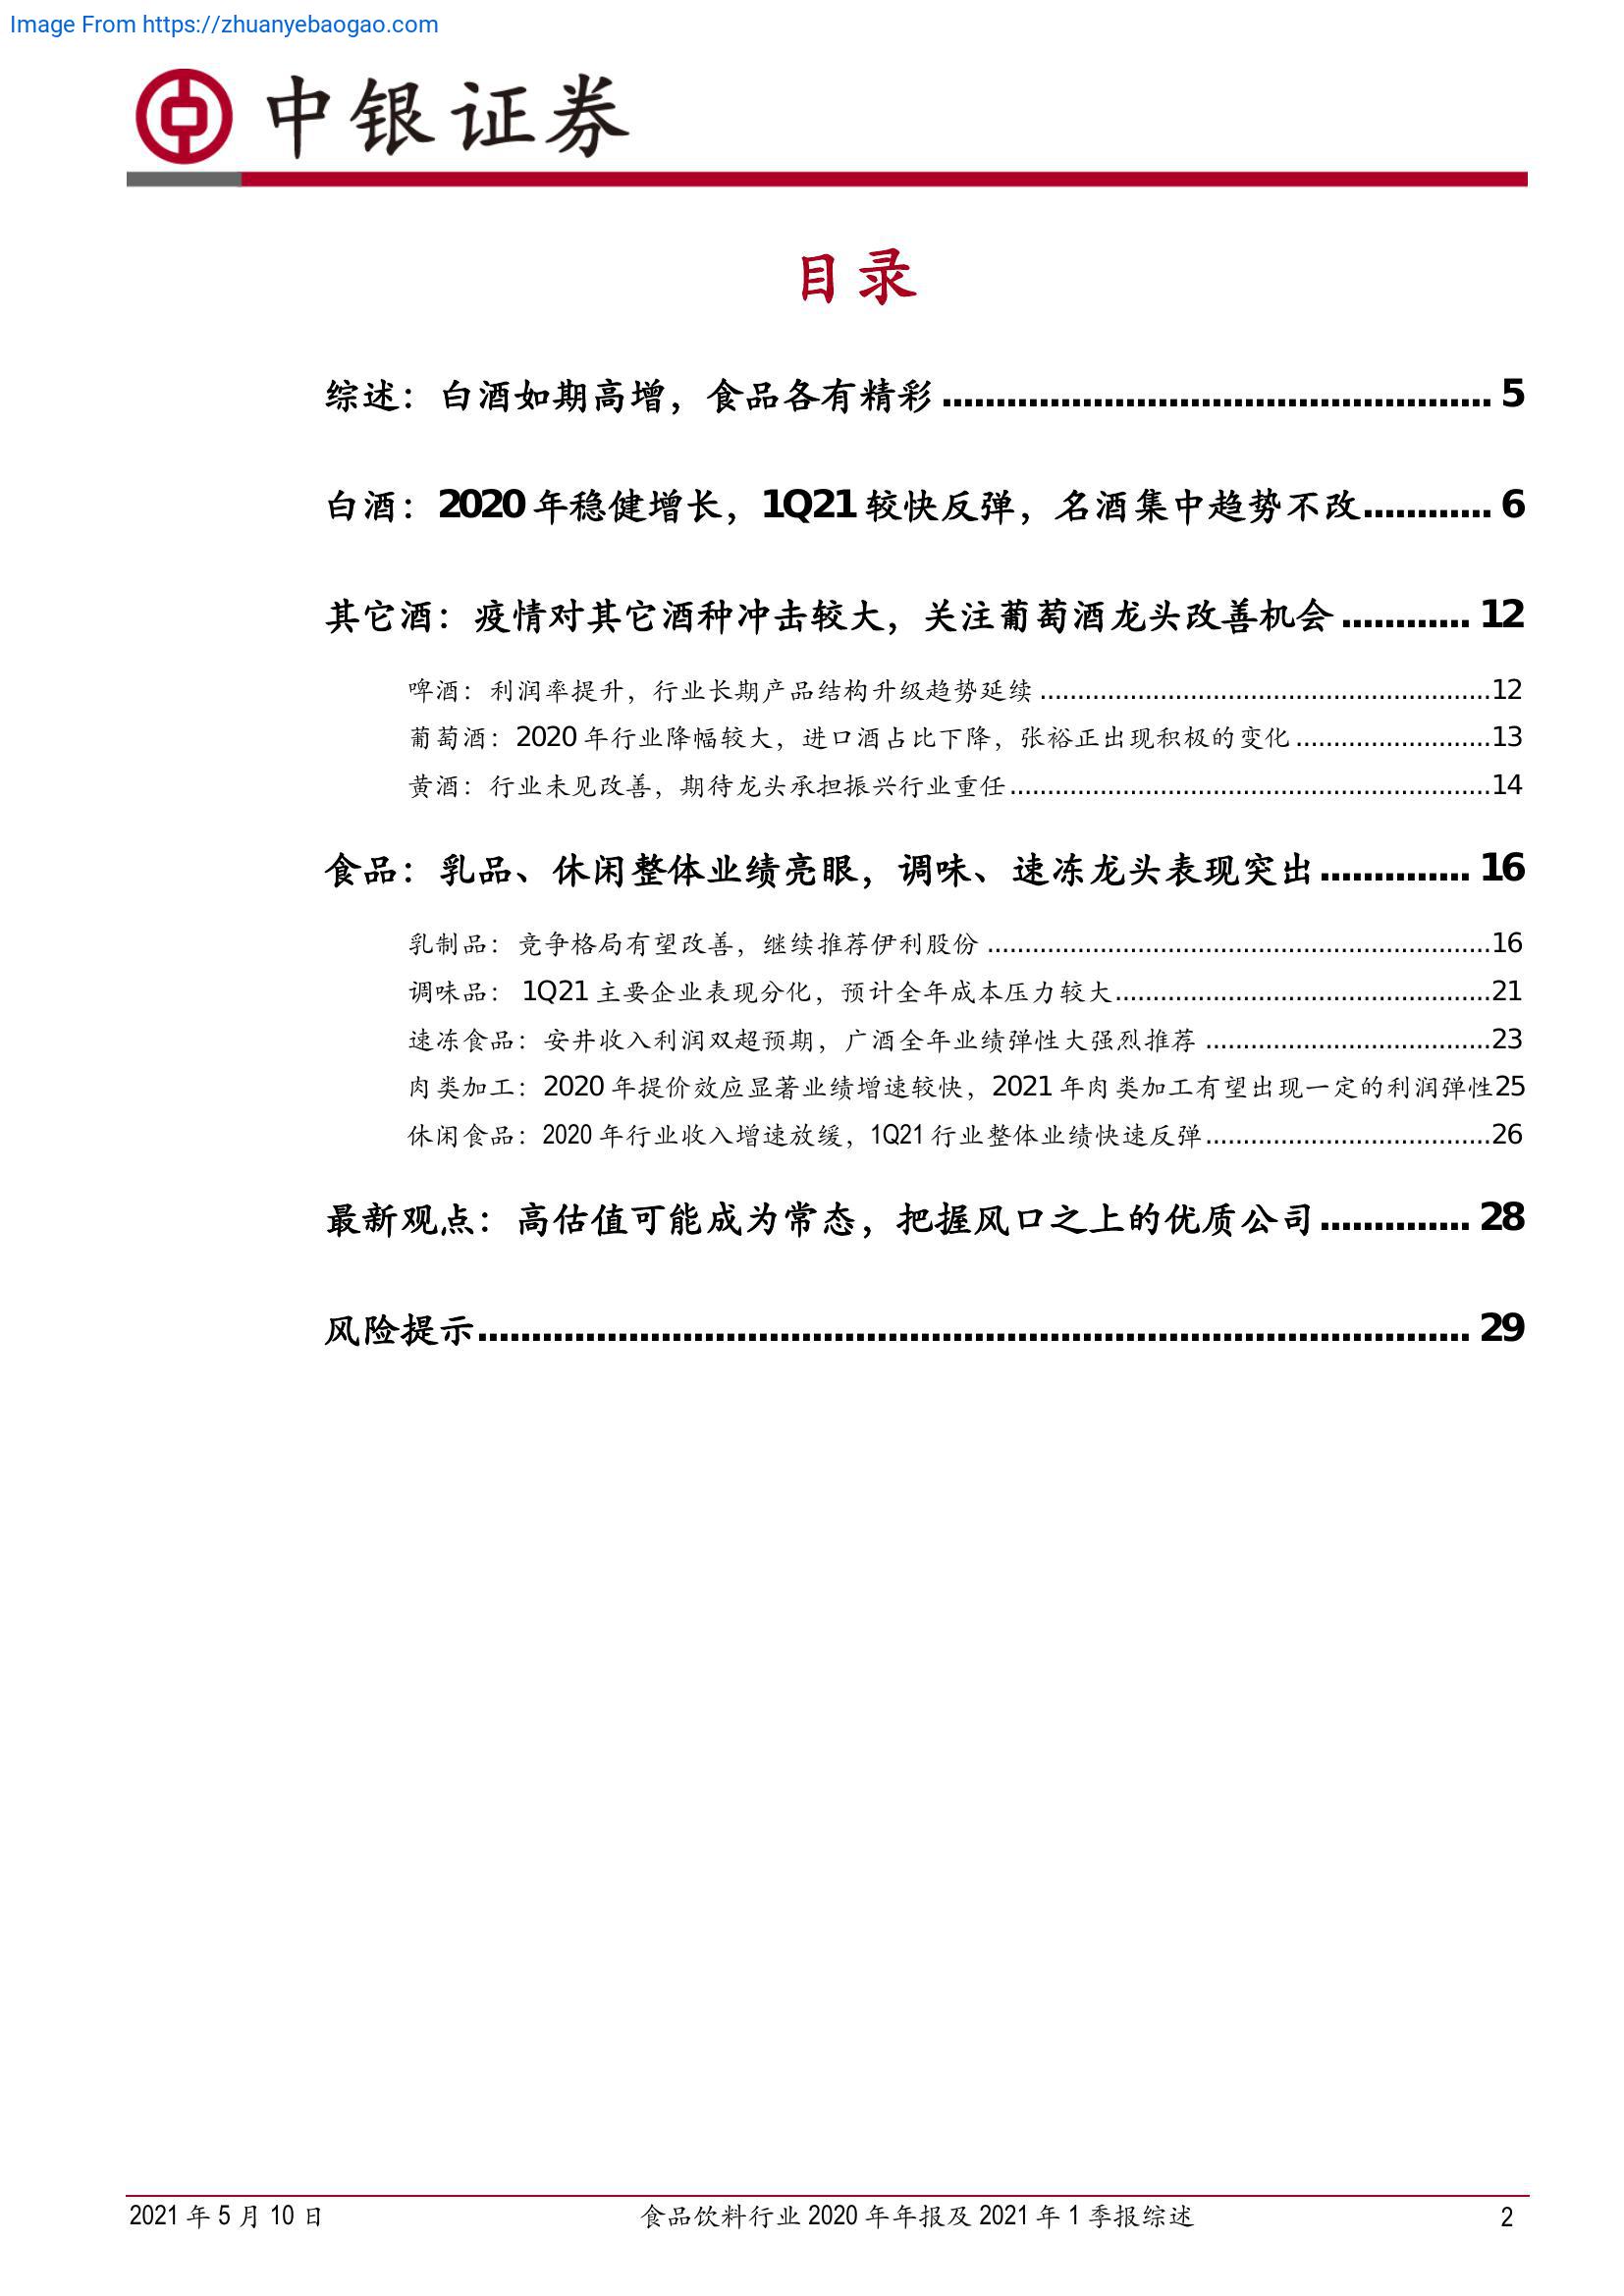 Image From https://zhuanyebaogao.com
中银证券
目录
综述：白酒如期高增，食品各有精彩.................................................. 5
白酒：2020 年稳健增长，1Q21 较快反弹，名酒集中趋势不改............ 6
其它酒：疫情对其它酒种冲击较大，关注葡萄酒龙头改善机会............ 12
啤酒：利润率提升，行业长期产品结构升级趋势延续............................................................12
葡萄酒：2020 年行业降幅较大，进口酒占比下降，张裕正出现积极的变化..........................13
黄酒：行业未见改善，期待龙头承担振兴行业重任................................................................14
食品：乳品、休闲整体业绩亮眼，调味、速冻龙头表现突出.............. 16
乳制品：竞争格局有望改善，继续推荐伊利股份...................................................................16
调味品： 1Q21 主要企业表现分化，预计全年成本压力较大..................................................21
速冻食品：安井收入利润双超预期，广酒全年业绩弹性大强烈推荐......................................23
肉类加工：2020 年提价效应显著业绩增速较快，2021 年肉类加工有望出现一定的利润弹性25
休闲食品：2020 年行业收入增速放缓，1Q21 行业整体业绩快速反弹......................................26
最新观点：高估值可能成为常态，把握风口之上的优质公司.............. 28
风险提示........................................................................................... 29
2021 年 5 月 10 日 食品饮料行业 2020 年年报及 2021 年 1 季报综述 2